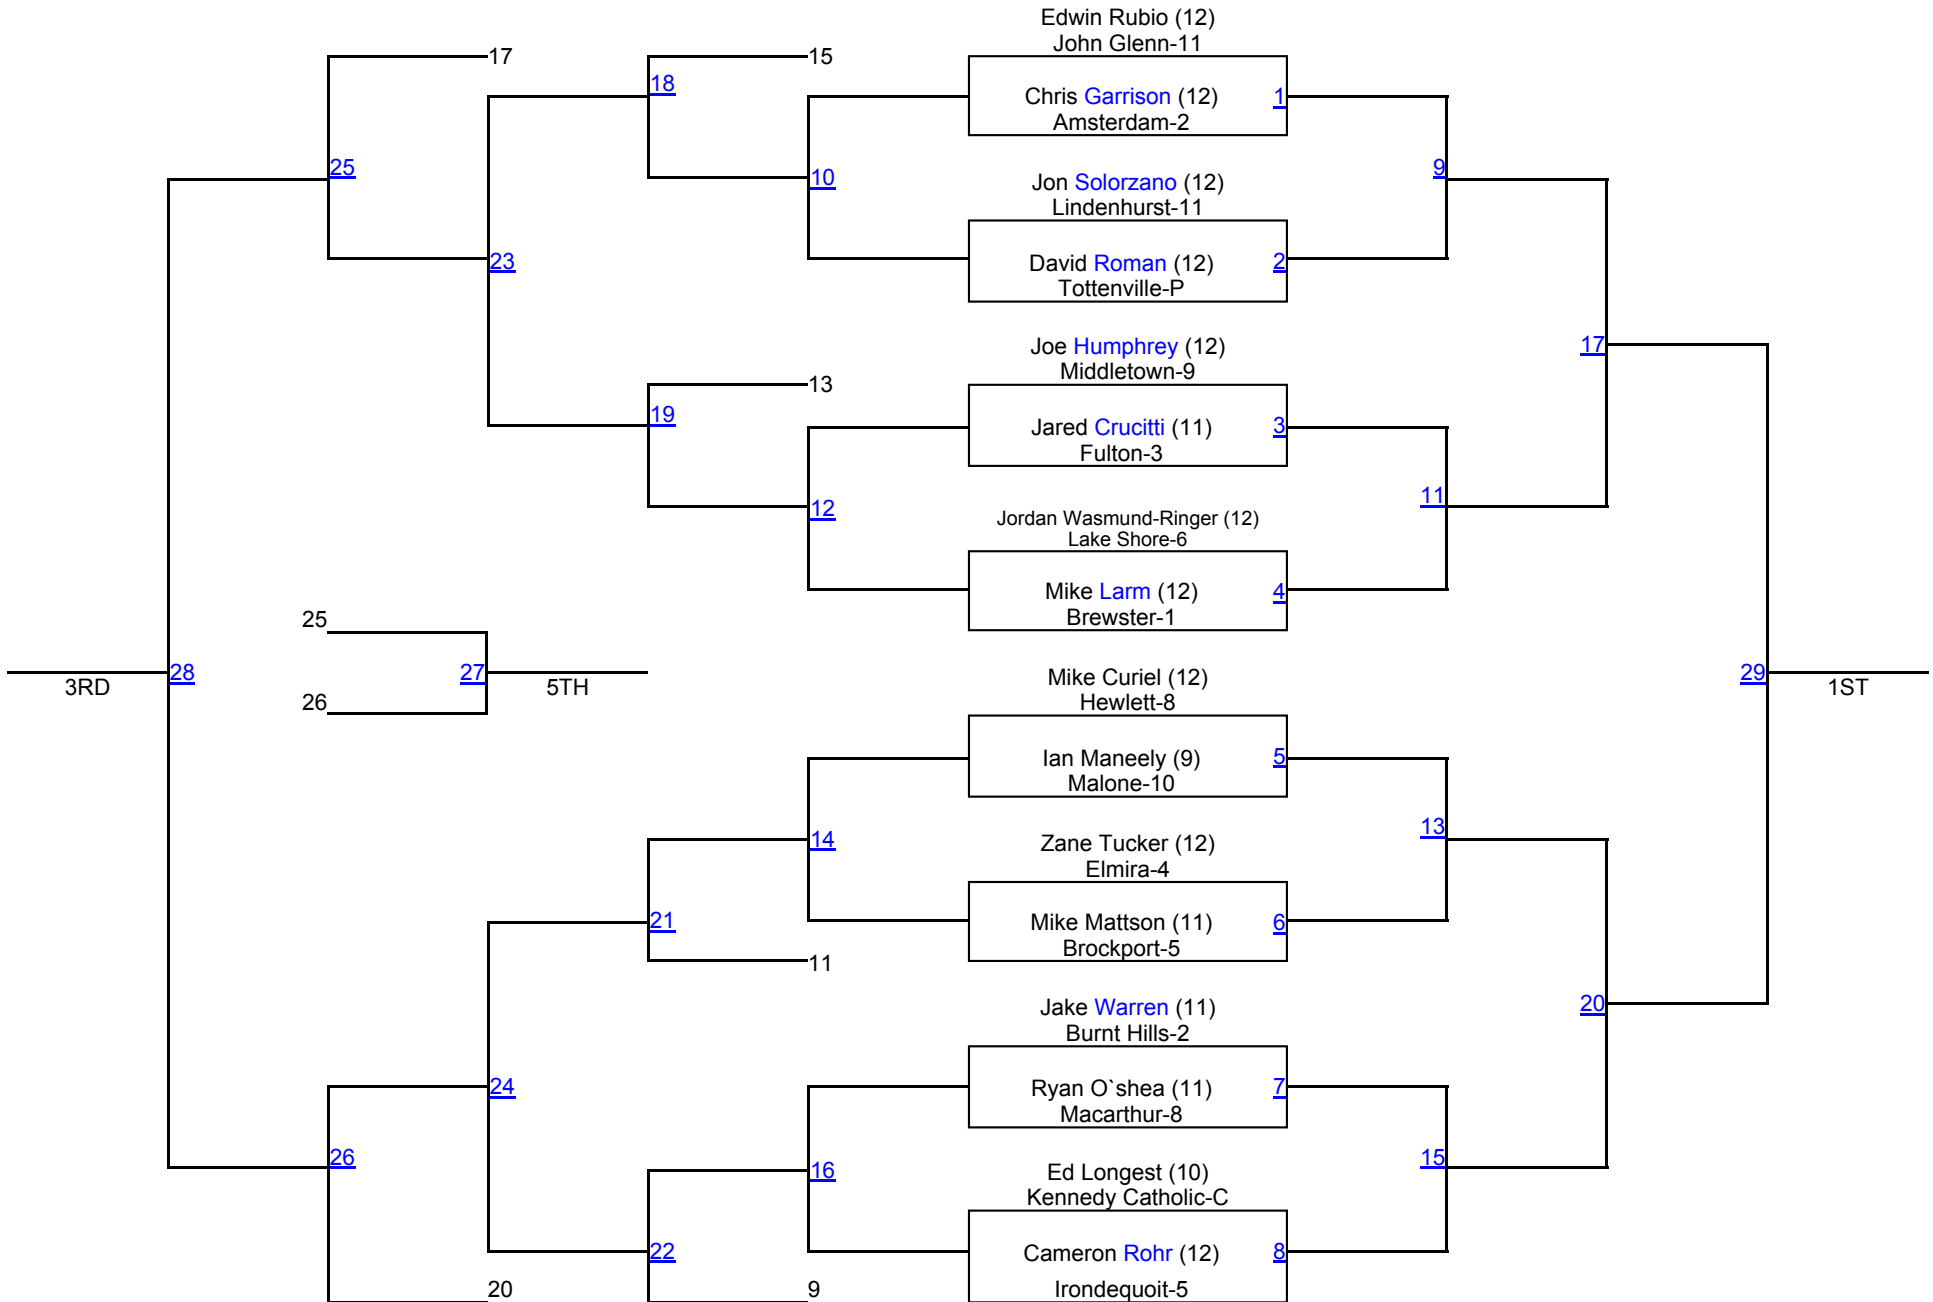 Edwin Rubio (12)
John Glenn-11
17
15
18
Chris Garrison (12)
1
Amsterdam-2
25
10
Jon Solorzano (12)
9
Lindenhurst-11
23
David Roman (12)
2
Tottenville-P
Joe Humphrey (12)
17
Middletown-9
13
19
Jared Crucitti (11)
3
Fulton-3
11
12
Jordan Wasmund-Ringer (12)
Lake Shore-6
Mike Larm (12)
4
Brewster-1
25
3RD
28
27
5TH
26
Mike Curiel (12)
Hewlett-8
29
1ST
Ian Maneely (9)
5
Malone-10
14
Zane Tucker (12)
13
Elmira-4
21
Mike Mattson (11)
6
Brockport-5
11
Jake Warren (11)
20
Burnt Hills-2
24
Ryan O`shea (11)
7
Macarthur-8
26
16
Ed Longest (10)
15
Kennedy Catholic-C
22
Cameron Rohr (12)
8
20
9
Irondequoit-5